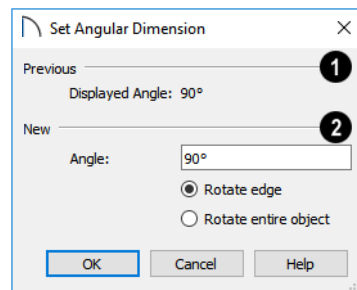 Set Angular Dimension
Previous 1
Displayed Angle: 90°
New 2
Angle: 90°
Rotate edge
Rotate entire object
OK Cancel Help